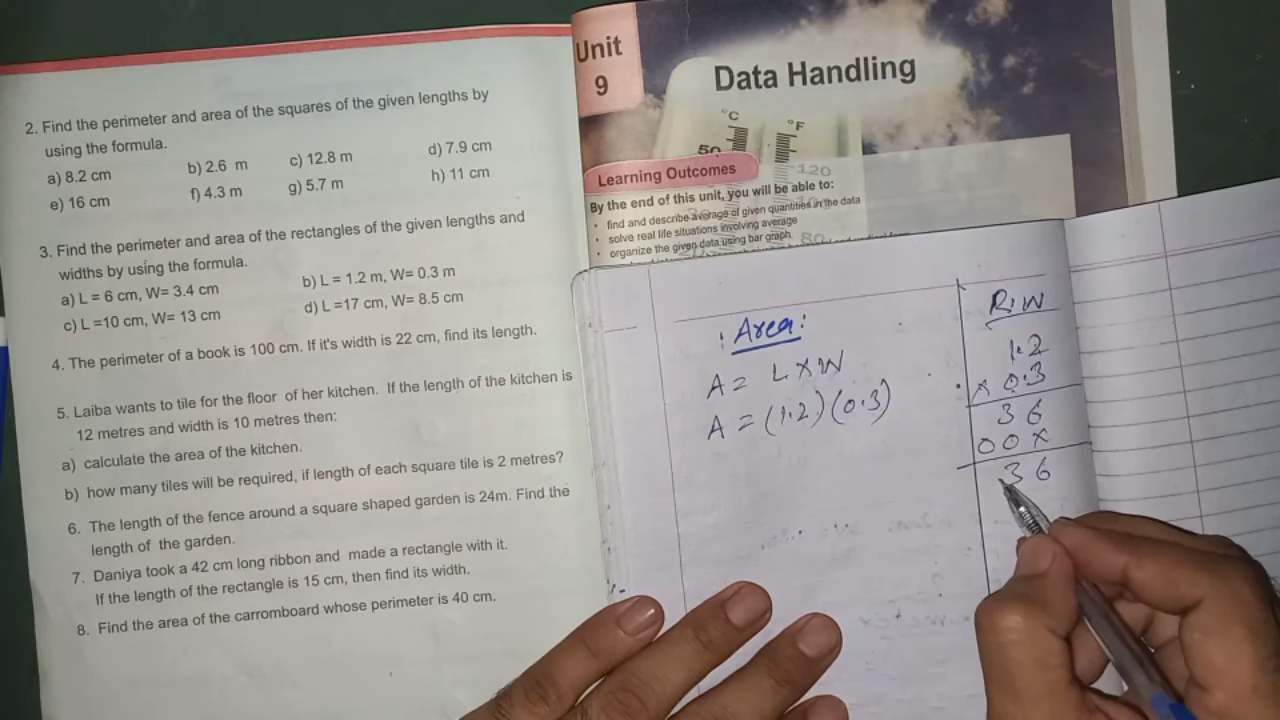 2. Find the perimeter and area of the squares of the given lengths by
using the formula.
a) 8.2 cm b) 2.6 m c) 12.8 m d) 7.9 cm
e) 16 cm f) 4.3 m g) 5.7 m h) 11 cm
3. Find the perimeter and area of the rectangles of the given lengths and
widths by using the formula.
a) L = 6 cm, W= 3.4 cm b) L = 1.2 m, W= 0.3 m
c) L =10 cm, W= 13 cm d) L =17 cm, W= 8.5 cm
4. The perimeter of a book is 100 cm. If it's width is 22 cm, find its length.
5. Laiba wants to tile for the floor of her kitchen. If the length of the kitchen is
12 metres and width is 10 metres then:
a) calculate the area of the kitchen.
b) how many tiles will be required, if length of each square tile is 2 metres?
6. The length of the fence around a square shaped garden is 24m. Find the
length of the garden.
7. Daniya took a 42 cm long ribbon and made a rectangle with it.
If the length of the rectangle is 15 cm, then find its width.
8. Find the area of the carromboard whose perimeter is 40 cm.
Unit
9
Data Handling
°C °F
50
120
Learning Outcomes
By the end of this unit, you will be able to:
• find and describe average of given quantities in the data
• solve real life situations involving average
• organize the given data using bar graph.
80
: Area:
A = L X W
A = (1.2) (0.3)
R.W
1.2
x 0.3
3 6
0 0 x
3 6